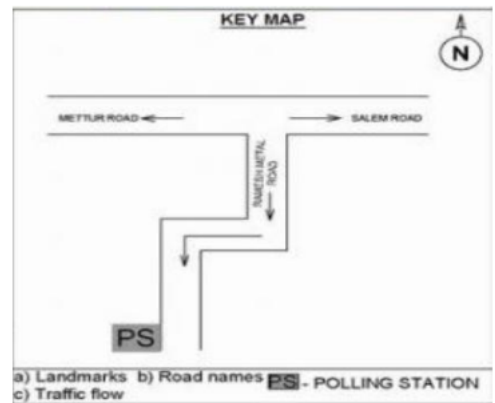 KEY MAP
N
METTUR ROAD
SALEM ROAD
RAMESH METAL
ROAD
PS
a) Landmarks b) Road names PS - POLLING STATION
c) Traffic flow